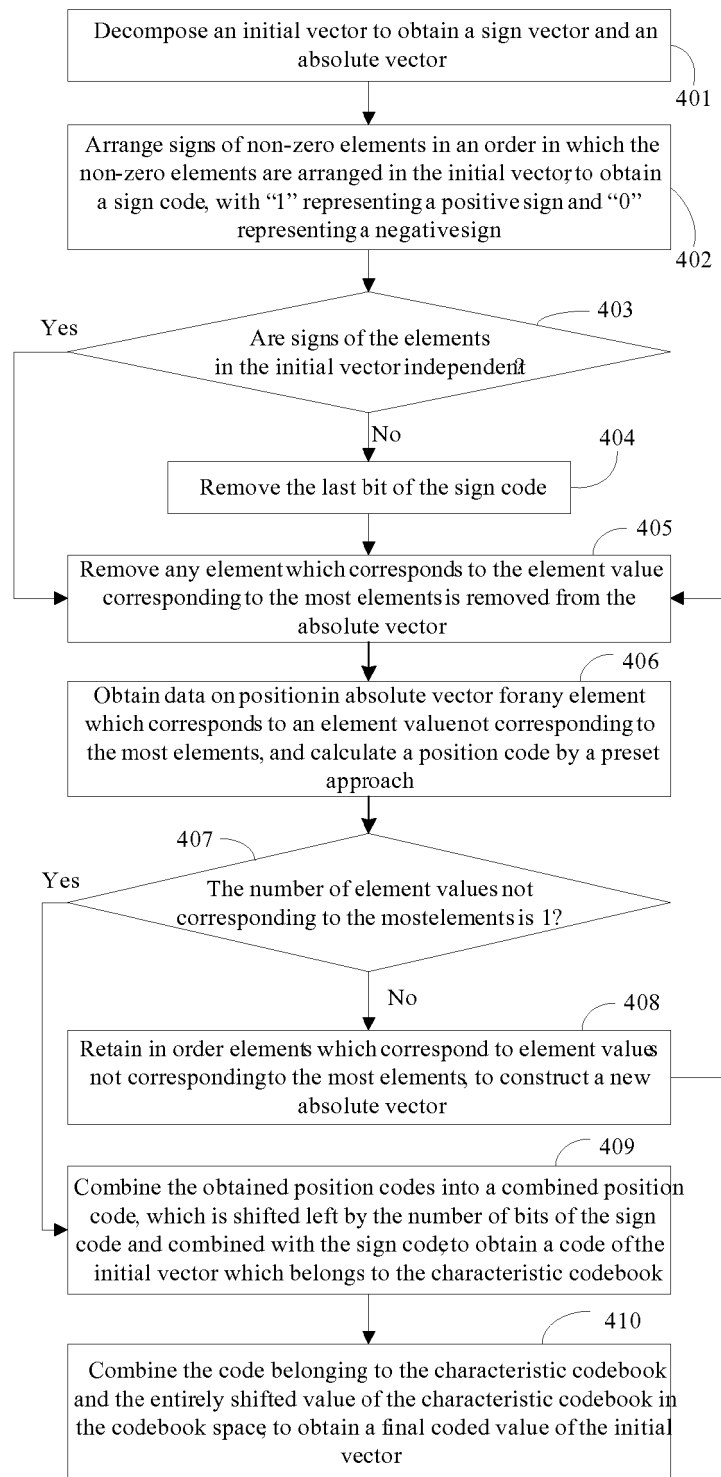 Decompose an initial vector to obtain a sign vector and an
absolute vector
401
Arrange signs of non-zero elements in an order in which the
non-zero elements are arranged in the initial vector, to obtain
a sign code, with “1” representing a positive sign and “0”
representing a negative sign
402
403
Yes
Are signs of the elements
in the initial vector independent?
No
404
Remove the last bit of the sign code
405
Remove any element which corresponds to the element value
corresponding to the most elements is removed from the
absolute vector
406
Obtain data on position in absolute vector for any element
which corresponds to an element value not corresponding to
the most elements, and calculate a position code by a preset
approach
407
Yes
The number of element values not
corresponding to the most elements is 1?
No
408
Retain in order elements which correspond to element values
not corresponding to the most elements, to construct a new
absolute vector
409
Combine the obtained position codes into a combined position
code, which is shifted left by the number of bits of the sign
code and combined with the sign code, to obtain a code of the
initial vector which belongs to the characteristic codebook
410
Combine the code belonging to the characteristic codebook
and the entirely shifted value of the characteristic codebook in
the codebook space, to obtain a final coded value of the initial
vector